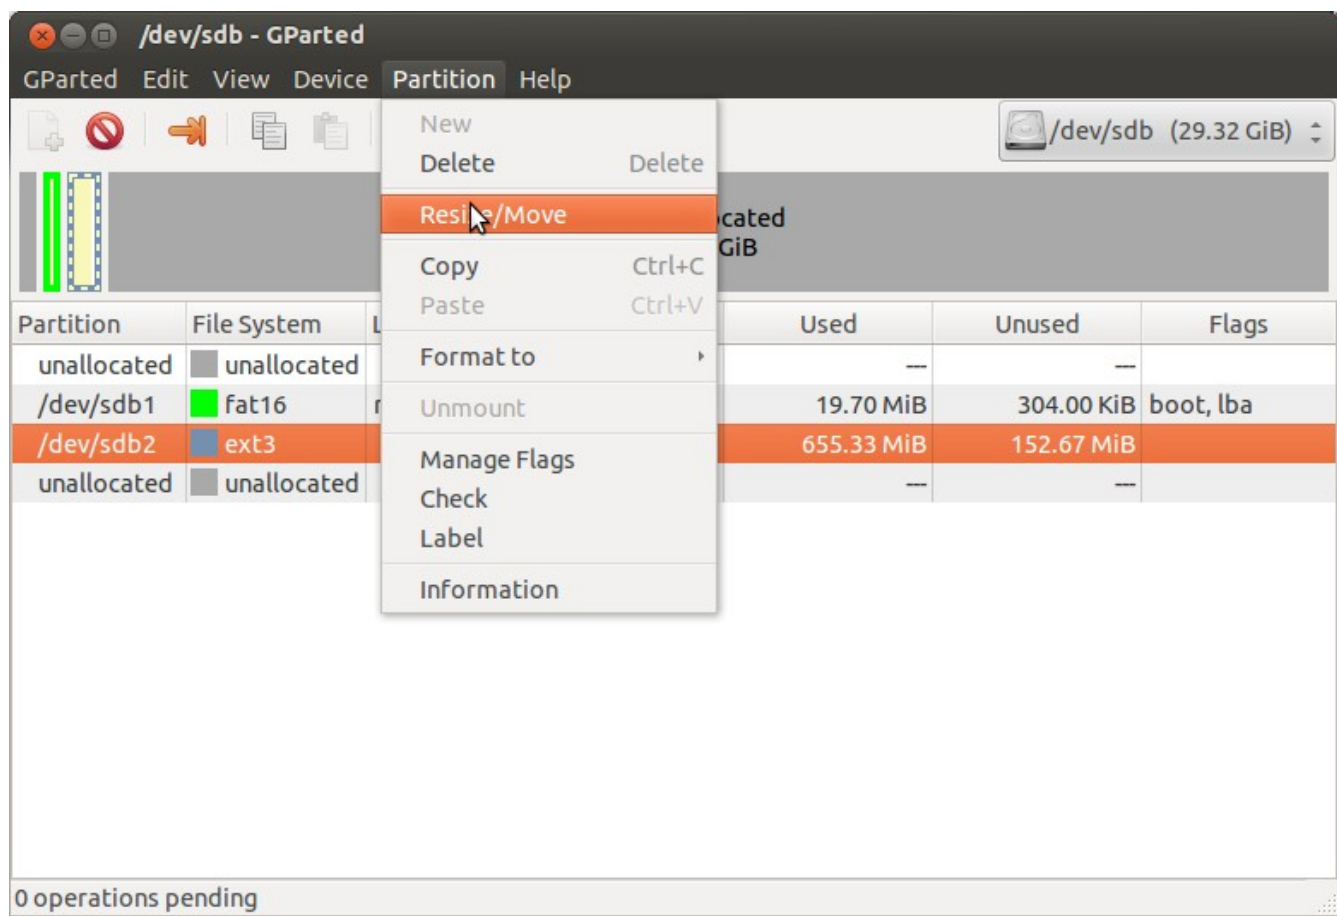 /dev/sdb - GParted
GParted Edit View Device Partition Help
/dev/sdb (29.32 GiB)
New
Delete Delete
Resize/Move
Copy Ctrl+C
Paste Ctrl+V
Format to
Unmount
Manage Flags
Check
Label
Information
GiB
Partition File System Used Unused Flags
unallocated unallocated --- ---
/dev/sdb1 fat16 19.70 MiB 304.00 KiB boot, lba
/dev/sdb2 ext3 655.33 MiB 152.67 MiB
unallocated unallocated --- ---
0 operations pending